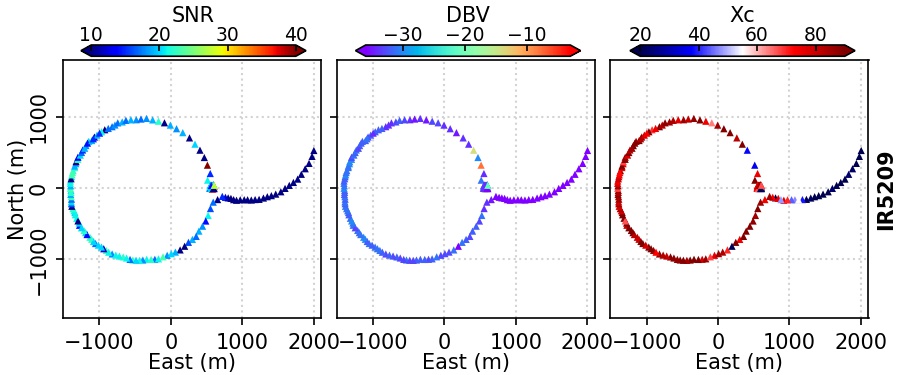 SNR DBV Xc
10 20 30 40 −30 −20 −10 20 40 60 80
1000
0
−1000
North (m)
IR5209
−1000 0 1000 2000 −1000 0 1000 2000 −1000 0 1000 2000
East (m) East (m) East (m)